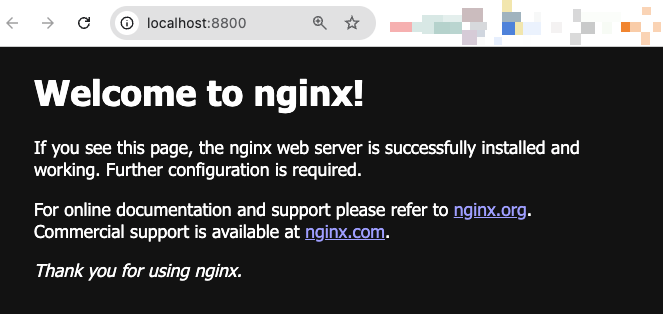 localhost:8800
Welcome to nginx!
If you see this page, the nginx web server is successfully installed and
working. Further configuration is required.
For online documentation and support please refer to nginx.org.
Commercial support is available at nginx.com.
Thank you for using nginx.